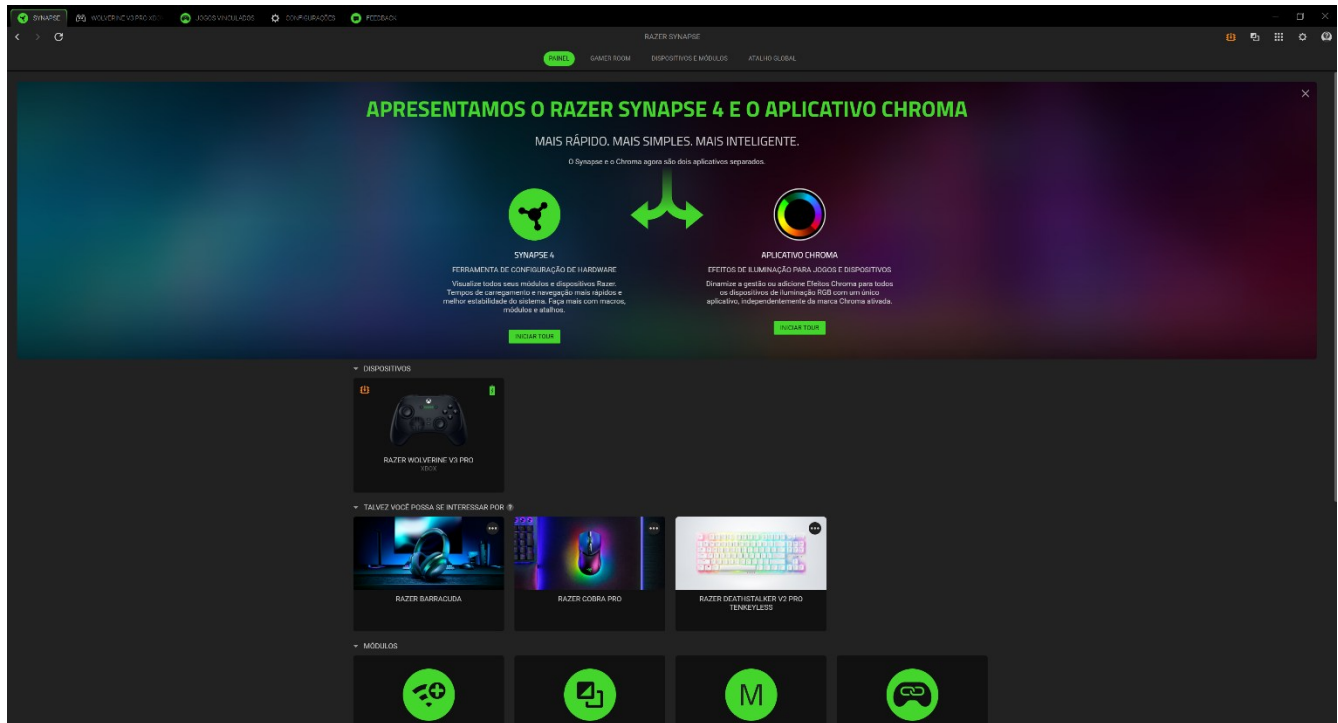 SYNAPSE
WOLVERINE V3 PRO XBO
JOGOS VINCULADOS
CONFIGURAÇÕES
FEEDBACK
RAZER SYNAPSE
PAINEL
GAMER ROOM
DISPOSITIVOS E MÓDULOS
ATALHO GLOBAL
APRESENTAMOS O RAZER SYNAPSE 4 E O APLICATIVO CHROMA
MAIS RÁPIDO. MAIS SIMPLES. MAIS INTELIGENTE.
O Synapse e o Chroma agora são dois aplicativos separados.
SYNAPSE 4
FERRAMENTA DE CONFIGURAÇÃO DE HARDWARE
Visualize todos seus módulos e dispositivos Razer.
Tempos de carregamento e navegação mais rápidos e
melhor estabilidade do sistema. Faça mais com macros,
módulos e atalhos.
INICIAR TOUR
APLICATIVO CHROMA
EFEITOS DE ILUMINAÇÃO PARA JOGOS E DISPOSITIVOS
Dinamize a gestão ou adicione Efeitos Chroma para todos
os dispositivos de iluminação RGB com um único
aplicativo, independentemente da marca Chroma ativada.
INICIAR TOUR
DISPOSITIVOS
RAZER WOLVERINE V3 PRO
XBOX
TALVEZ VOCÊ POSSA SE INTERESSAR POR
RAZER BARRACUDA
RAZER COBRA PRO
RAZER DEATHSTALKER V2 PRO
TENKEYLESS
MÓDULOS
M